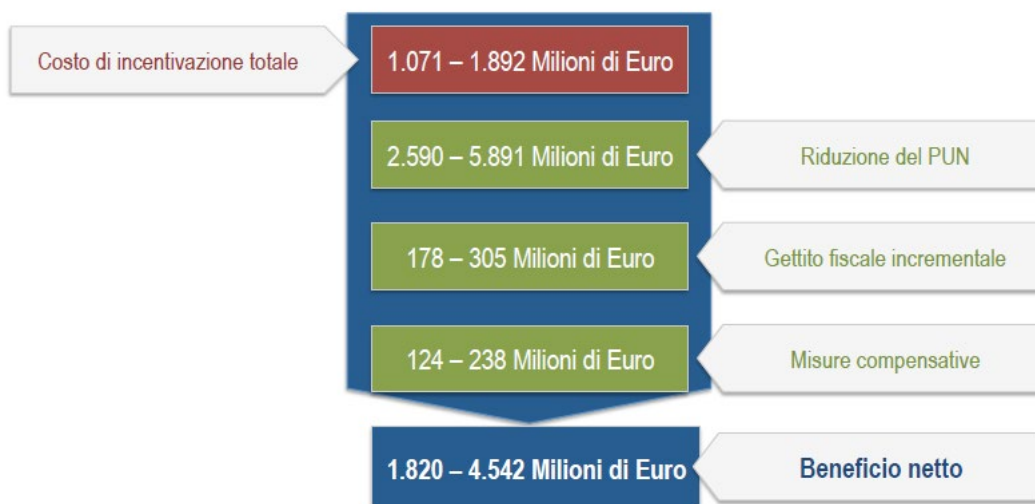 Costo di incentivazione totale
1.071 – 1.892 Milioni di Euro
2.590 – 5.891 Milioni di Euro
Riduzione del PUN
178 – 305 Milioni di Euro
Gettito fiscale incrementale
124 – 238 Milioni di Euro
Misure compensative
1.820 – 4.542 Milioni di Euro
Beneficio netto